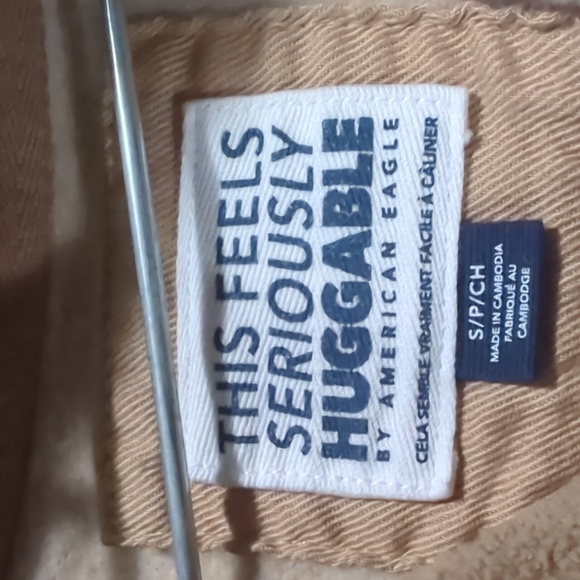 THIS FEELS
SERIOUSLY
HUGGABLE
BY AMERICAN EAGLE
CELA SEMBLE VRAIMENT FACILE À CÂLINER
S/P/CH
MADE IN CAMBODIA
FABRIQUÉ AU
CAMBODGE